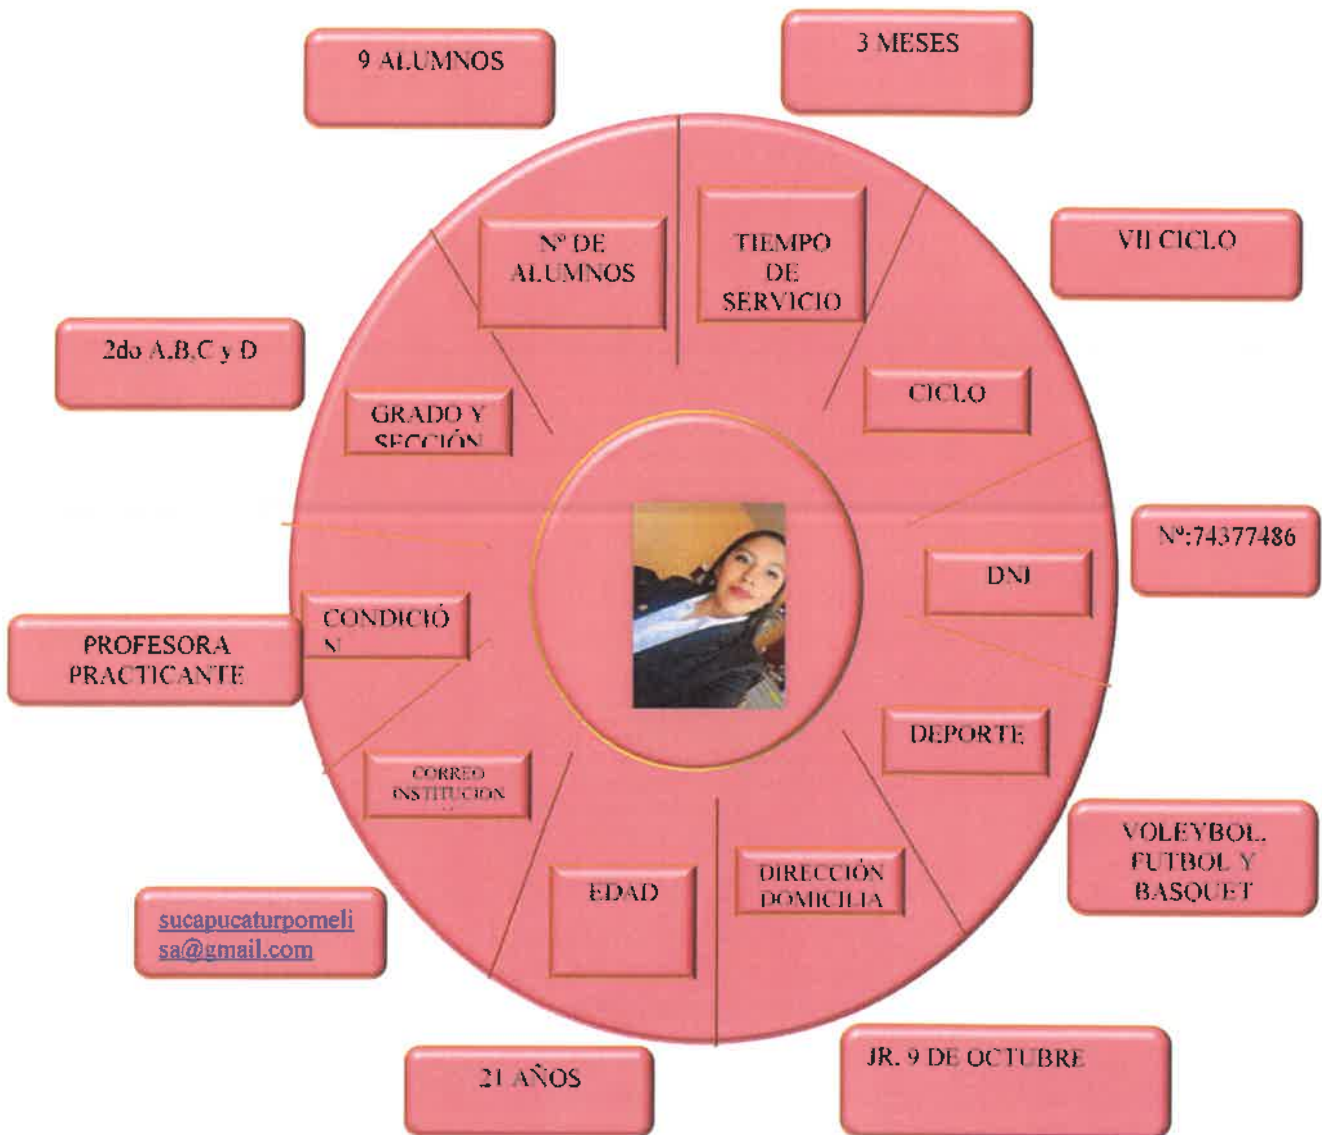 9 ALUMNOS
3 MESES
Nº DE
ALUMNOS
TIEMPO
DE
SERVICIO
VII CICLO
2do A,B,C y D
GRADO Y
SECCIÓN
CICLO
Nº:74377486
DNI
CONDICIÓ
N
PROFESORA
PRACTICANTE
DEPORTE
CORREO
INSTITUCION
VOLEYBOL,
FUTBOL Y
BASQUET
EDAD
DIRECCIÓN
DOMICILIA
sucapucaturpomeli
sa@gmail.com
21 AÑOS
JR. 9 DE OCTUBRE